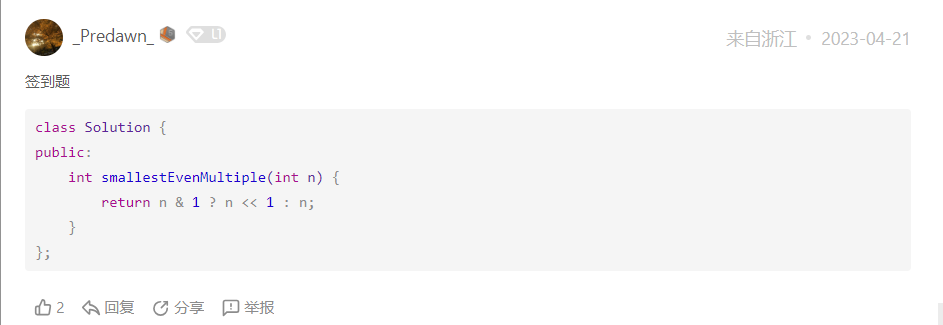 _Predawn_ L1 来自浙江 • 2023-04-21
签到题
class Solution {
public:
    int smallestEvenMultiple(int n) {
        return n & 1 ? n << 1 : n;
    }
};
2 回复 分享 举报